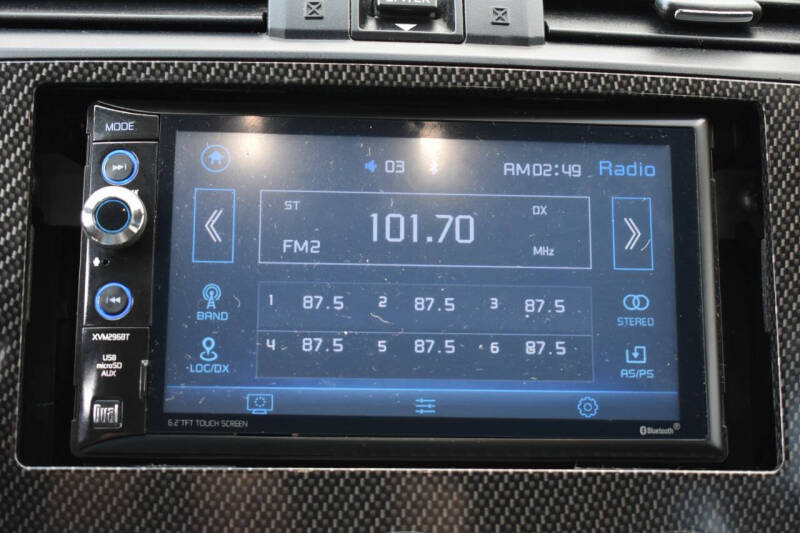 MODE
03
AM02:49
Radio
ST
DX
101.70
FM2
MHz
1 87.5 2 87.5 3 87.5
4 87.5 5 87.5 6 87.5
BAND
STEREO
LOC/DX
AS/PS
XVM296BT
USB
microSD
AUX
Dual
6.2"TFT TOUCH SCREEN
Bluetooth®